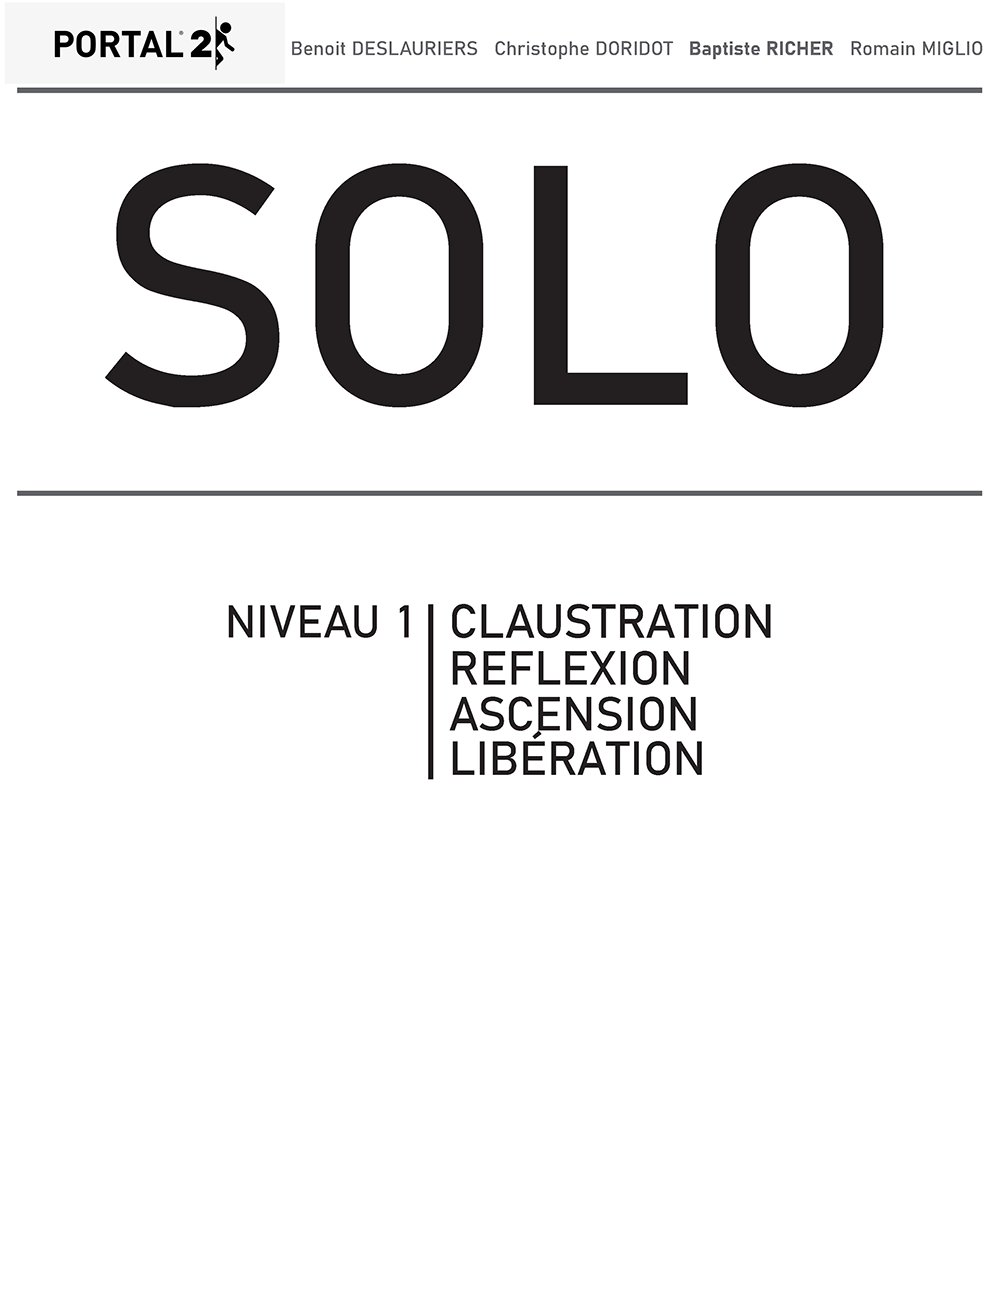 PORTAL® 2 Benoit DESLAURIERS Christophe DORIDOT Baptiste RICHER Romain MIGLIO
SOLO
NIVEAU 1 CLAUSTRATION
REFLEXION
ASCENSION
LIBÉRATION